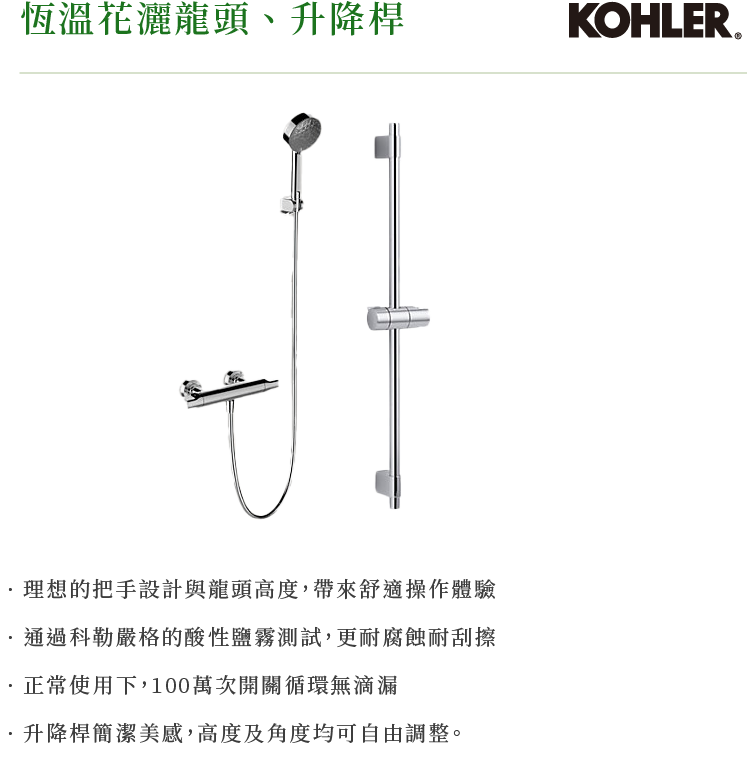 恆溫花灑龍頭、升降桿
KOHLER®
·理想的把手設計與龍頭高度，帶來舒適操作體驗
·通過科勒嚴格的酸性鹽霧測試，更耐腐蝕耐刮擦
·正常使用下，100萬次開關循環無滴漏
·升降桿簡潔美感，高度及角度均可自由調整。